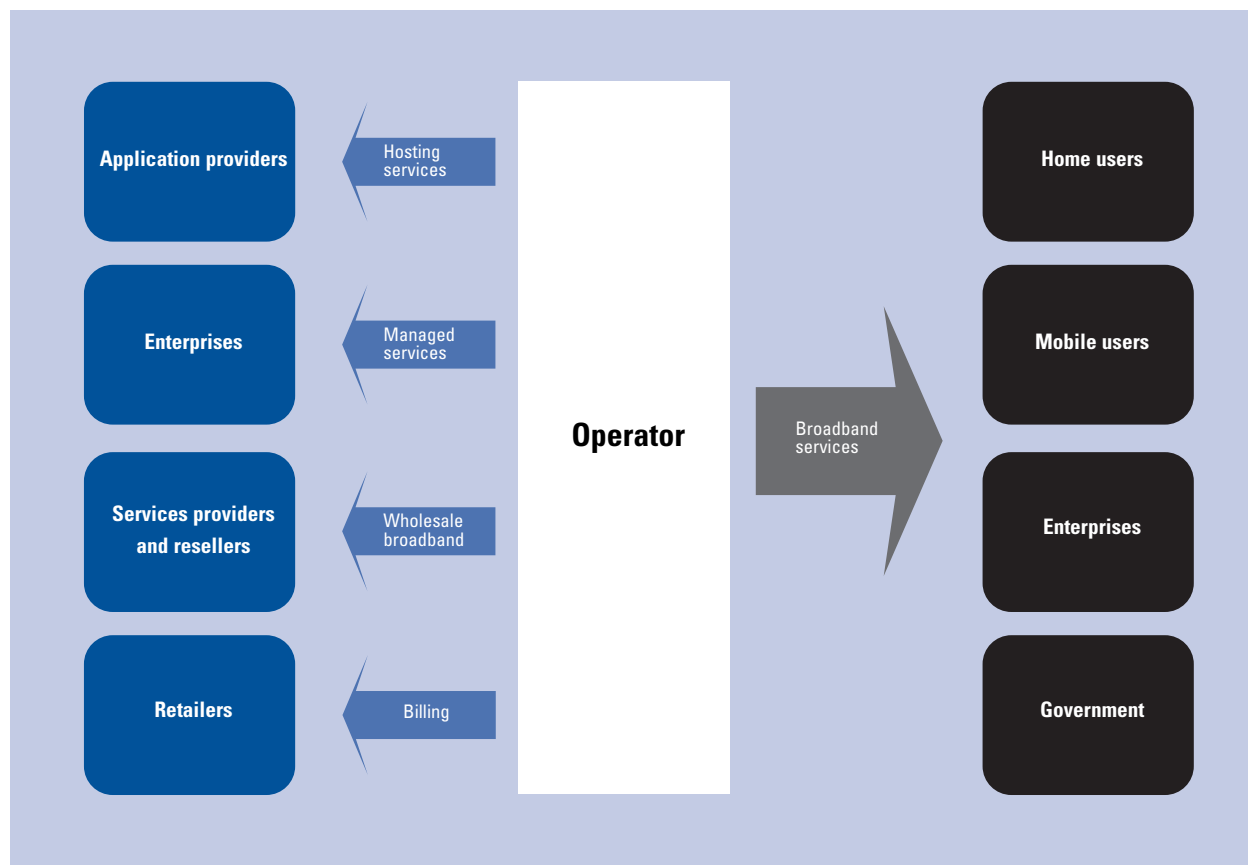 Application providers
Hosting
services
Home users
Enterprises
Managed
services
Mobile users
Operator
Broadband
services
Services providers
and resellers
Wholesale
broadband
Enterprises
Retailers
Billing
Government